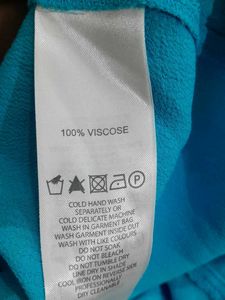 100% VISCOSE
P
COLD HAND WASH
SEPARATELY OR
COLD DELICATE MACHINE
WASH IN GARMENT BAG
WASH GARMENT INSIDE OUT
WASH WITH LIKE COLOURS
DO NOT SOAK
DO NOT BLEACH
DO NOT TUMBLE DRY
LINE DRY IN SHADE
COOL IRON ON REVERSE SIDE
PROFESSIONALLY
DRY CLEANABLE